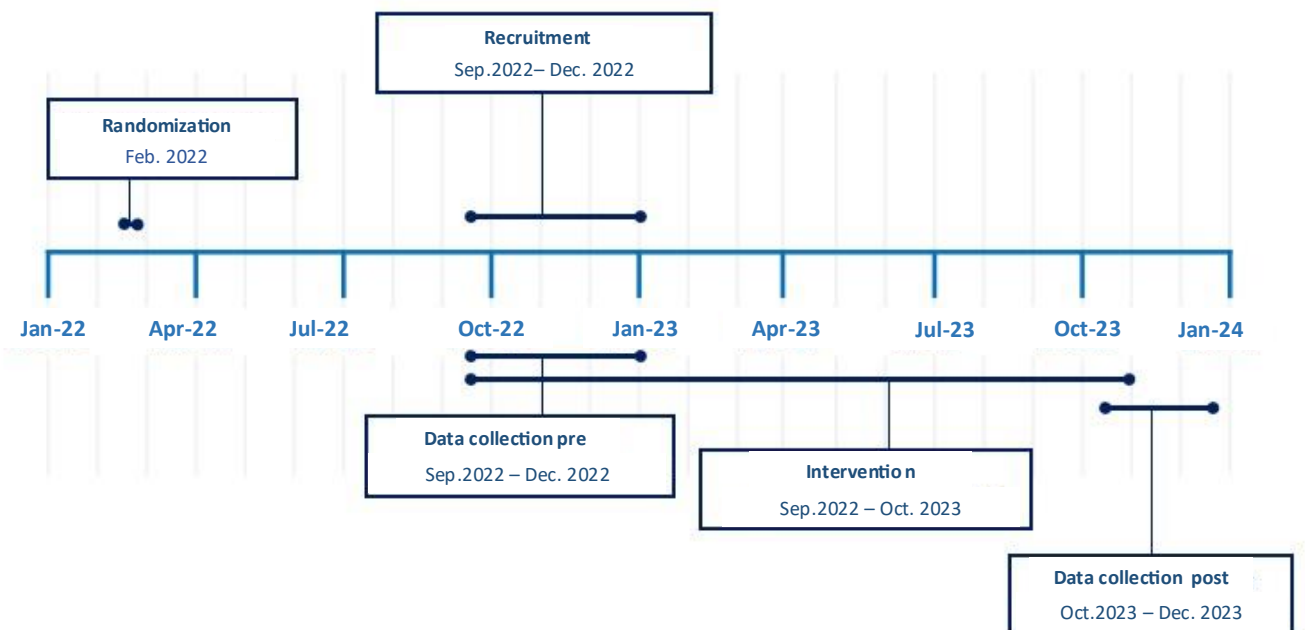 Recruitment
Sep.2022– Dec. 2022
Randomization
Feb. 2022
Jan-22 Apr-22 Jul-22 Oct-22 Jan-23 Apr-23 Jul-23 Oct-23 Jan-24
Data collection pre
Sep.2022 – Dec. 2022
Intervention
Sep.2022 – Oct. 2023
Data collection post
Oct.2023 – Dec. 2023